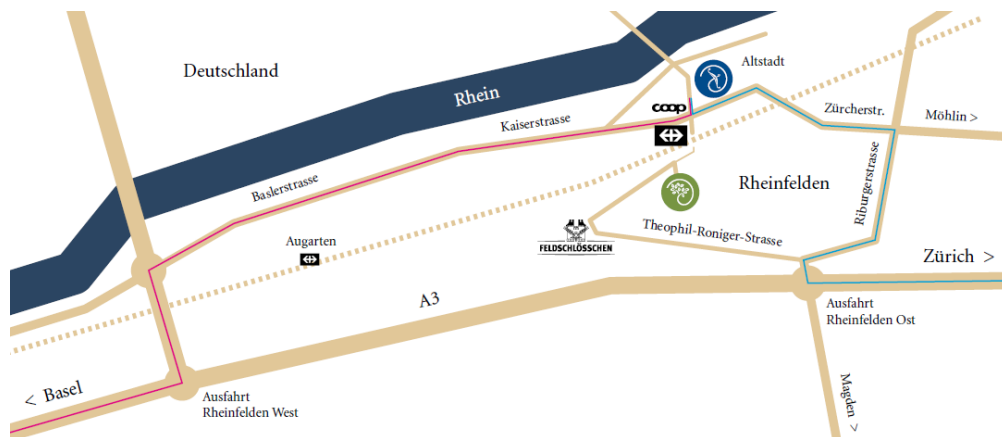 Deutschland
Rhein
Altstadt
coop
Kaiserstrasse
Zürcherstr.
Möhlin >
Baslerstrasse
Rheinfelden
Riburgerstrasse
Augarten
FELDSCHLÖSSCHEN
Theophil-Roniger-Strasse
Zürich >
A3
Ausfahrt
Rheinfelden Ost
< Basel
Ausfahrt
Rheinfelden West
Magden >